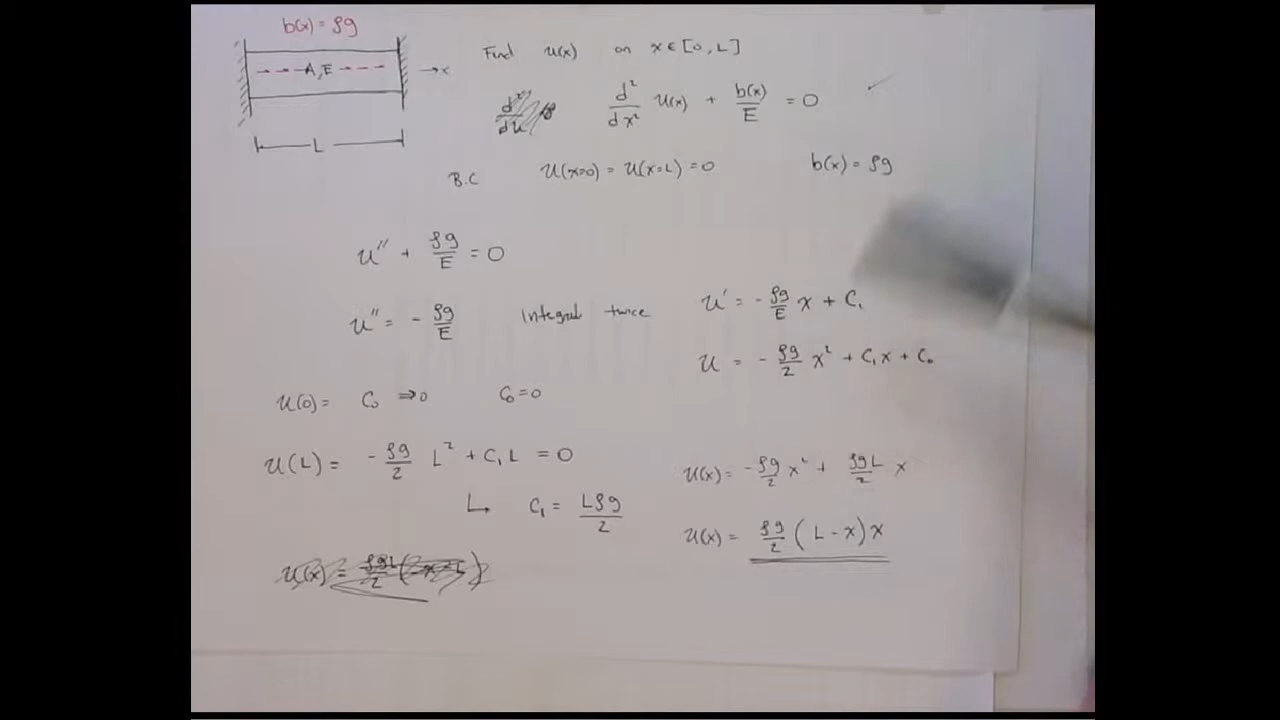 b(x) = ρg
A, E
→ x
L
Find u(x) on x ∈ [0, L]
d²/dx² u(x) + b(x)/E = 0
B.C u(x=0) = u(x=L) = 0 b(x) = ρg
u'' + ρg/E = 0
u'' = - ρg/E Integral twice
u' = - ρg/E x + C₁
u = - ρg/2 x² + C₁x + C₀
u(0) = C₀ ⇒ 0 C₀ = 0
u(L) = - ρg/2 L² + C₁L = 0
↳ C₁ = Lρg/2
u(x) = - ρg/2 x² + ρgL/2 x
u(x) = ρg/2 (L - x) x